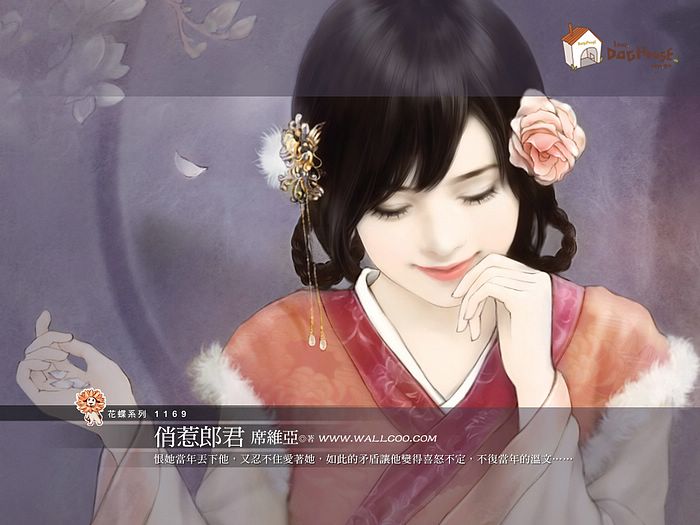 DogHouse
花蝶系列 1169
俏惹郎君 席維亞◎著 WWW.WALLCOO.COM
恨她當年丟下他，又忍不住愛著她，如此的矛盾讓他變得喜怒不定，不復當年的溫文……